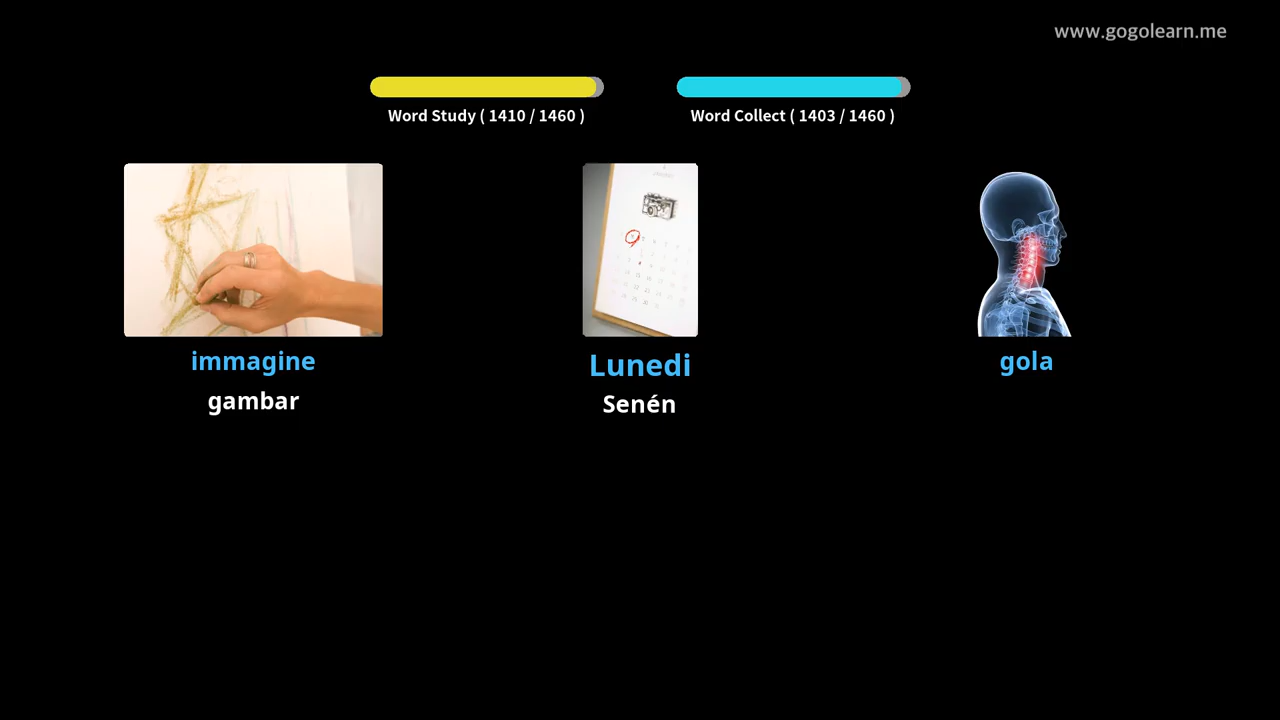 www.gogolearn.me
Word Study ( 1410 / 1460 )
Word Collect ( 1403 / 1460 )
immagine
gambar
Lunedi
Senén
gola